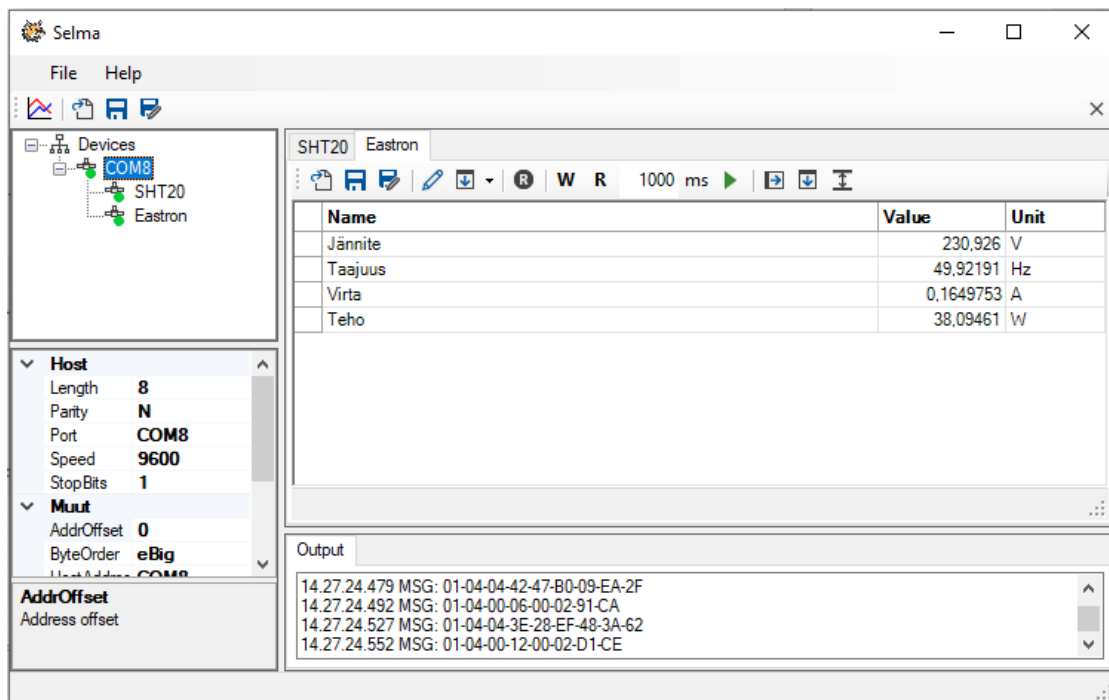 Selma
File Help
Devices
COM8
SHT20
Eastron
SHT20 Eastron
R W R 1000 ms
Name Value Unit
Jännite 230,926 V
Taajuus 49,92191 Hz
Virta 0,1649753 A
Teho 38,09461 W
Host
Length 8
Parity N
Port COM8
Speed 9600
StopBits 1
Muut
AddrOffset 0
ByteOrder eBig
COM8
AddrOffset
Address offset
Output
14.27.24.479 MSG: 01-04-04-42-47-B0-09-EA-2F
14.27.24.492 MSG: 01-04-00-06-00-02-91-CA
14.27.24.527 MSG: 01-04-04-3E-28-EF-48-3A-62
14.27.24.552 MSG: 01-04-00-12-00-02-D1-CE